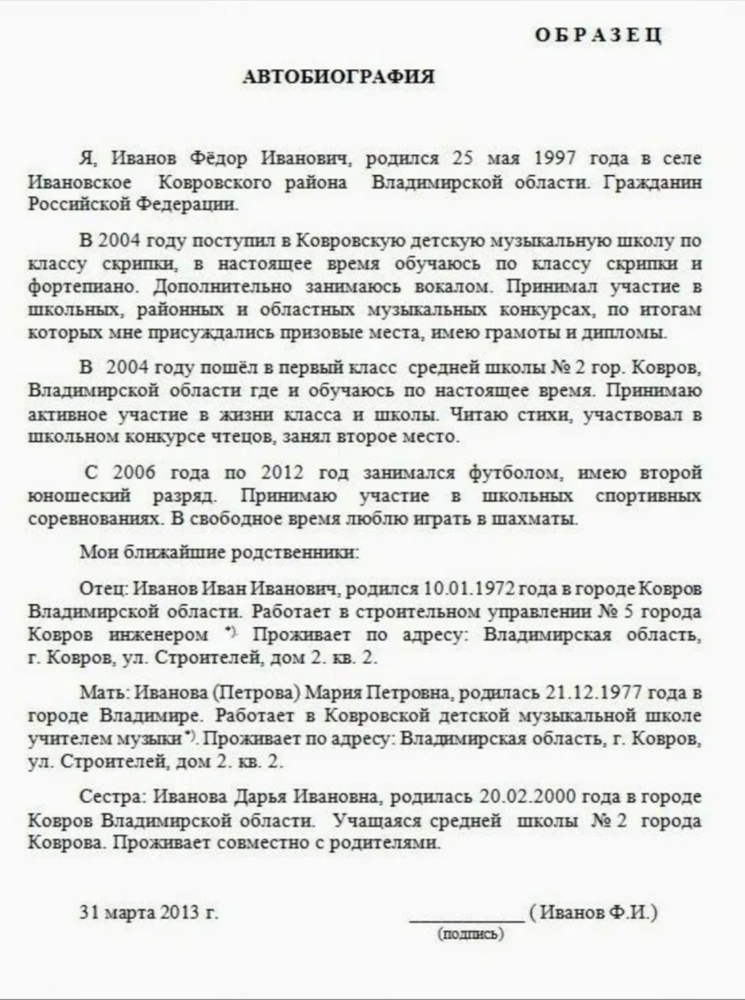 О Б Р А З Е Ц
АВТОБИОГРАФИЯ
Я, Иванов Фёдор Иванович, родился 25 мая 1997 года в селе
Ивановское Ковровского района Владимирской области. Гражданин
Российской Федерации.
В 2004 году поступил в Ковровскую детскую музыкальную школу по
классу скрипки, в настоящее время обучаюсь по классу скрипки и
фортепиано. Дополнительно занимаюсь вокалом. Принимал участие в
школьных, районных и областных музыкальных конкурсах, по итогам
которых мне присуждались призовые места, имею грамоты и дипломы.
В 2004 году пошёл в первый класс средней школы № 2 гор. Ковров,
Владимирской области где и обучаюсь по настоящее время. Принимаю
активное участие в жизни класса и школы. Читаю стихи, участвовал в
школьном конкурсе чтецов, занял второе место.
С 2006 года по 2012 год занимался футболом, имею второй
юношеский разряд. Принимаю участие в школьных спортивных
соревнованиях. В свободное время люблю играть в шахматы.
Мои ближайшие родственники:
Отец: Иванов Иван Иванович, родился 10.01.1972 года в городе Ковров
Владимирской области. Работает в строительном управлении № 5 города
Ковров инженером *). Проживает по адресу: Владимирская область,
г. Ковров, ул. Строителей, дом 2. кв. 2.
Мать: Иванова (Петрова) Мария Петровна, родилась 21.12.1977 года в
городе Владимире. Работает в Ковровской детской музыкальной школе
учителем музыки *). Проживает по адресу: Владимирская область, г. Ковров,
ул. Строителей, дом 2. кв. 2.
Сестра: Иванова Дарья Ивановна, родилась 20.02.2000 года в городе
Ковров Владимирской области. Учащаяся средней школы № 2 города
Коврова. Проживает совместно с родителями.
31 марта 2013 г. ____________ ( Иванов Ф.И.)
(подпись)